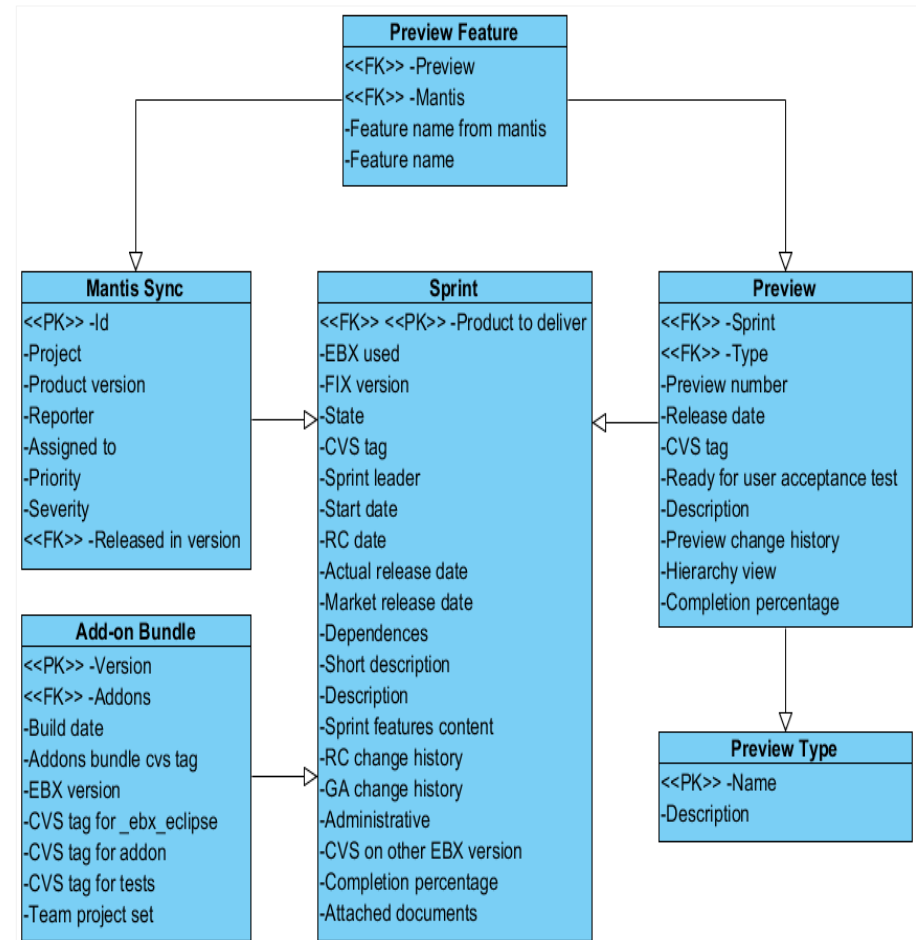 Preview Feature
<<FK>> -Preview
<<FK>> -Mantis
-Feature name from mantis
-Feature name
Mantis Sync
<<PK>> -Id
-Project
-Product version
-Reporter
-Assigned to
-Priority
-Severity
<<FK>> -Released in version
Sprint
<<FK>> <<PK>> -Product to deliver
-EBX used
-FIX version
-State
-CVS tag
-Sprint leader
-Start date
-RC date
-Actual release date
-Market release date
-Dependences
-Short description
-Description
-Sprint features content
-RC change history
-GA change history
-Administrative
-CVS on other EBX version
-Completion percentage
-Attached documents
Preview
<<FK>> -Sprint
<<FK>> -Type
-Preview number
-Release date
-CVS tag
-Ready for user acceptance test
-Description
-Preview change history
-Hierarchy view
-Completion percentage
Add-on Bundle
<<PK>> -Version
<<FK>> -Addons
-Build date
-Addons bundle cvs tag
-EBX version
-CVS tag for _ebx_eclipse
-CVS tag for addon
-CVS tag for tests
-Team project set
Preview Type
<<PK>> -Name
-Description